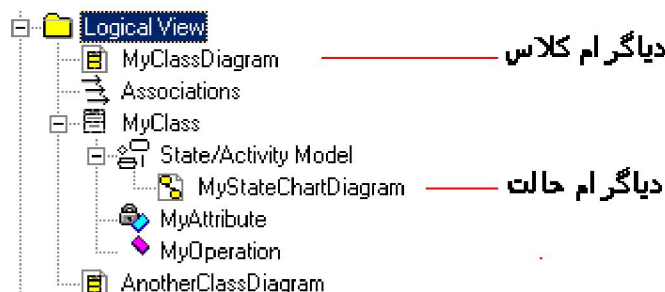 Logical View
MyClassDiagram دیاگرام کلاس
Associations
MyClass
State/Activity Model
MyStateChartDiagram دیاگرام حالت
MyAttribute
MyOperation
AnotherClassDiagram